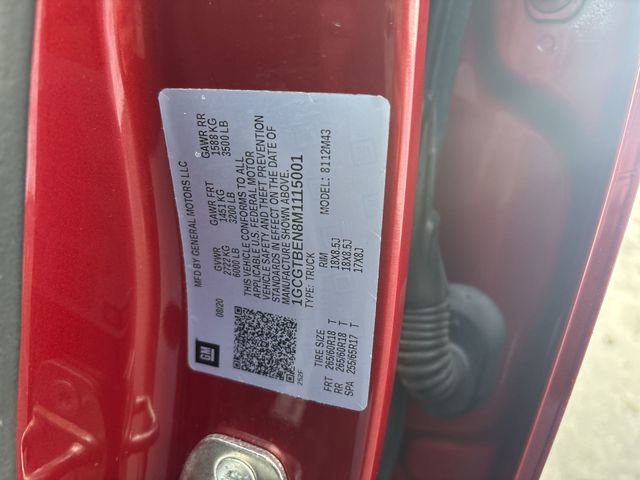 MFD BY GENERAL MOTORS LLC
08/20 GVWR GAWR FRT GAWR RR
2722 KG 1451 KG 1588 KG
6000 LB 3200 LB 3500 LB
THIS VEHICLE CONFORMS TO ALL
APPLICABLE U.S. FEDERAL MOTOR
VEHICLE SAFETY AND THEFT PREVENTION
STANDARDS IN EFFECT ON THE DATE OF
MANUFACTURE SHOWN ABOVE.
1GCGTBEN8M1115001
TYPE: TRUCK MODEL: 8112M43
TIRE SIZE RIM
FRT 265/60R18 T 18X8.5J
RR 265/60R18 T 18X8.5J
SPA 255/65R17 T 17X8J
GM
252F